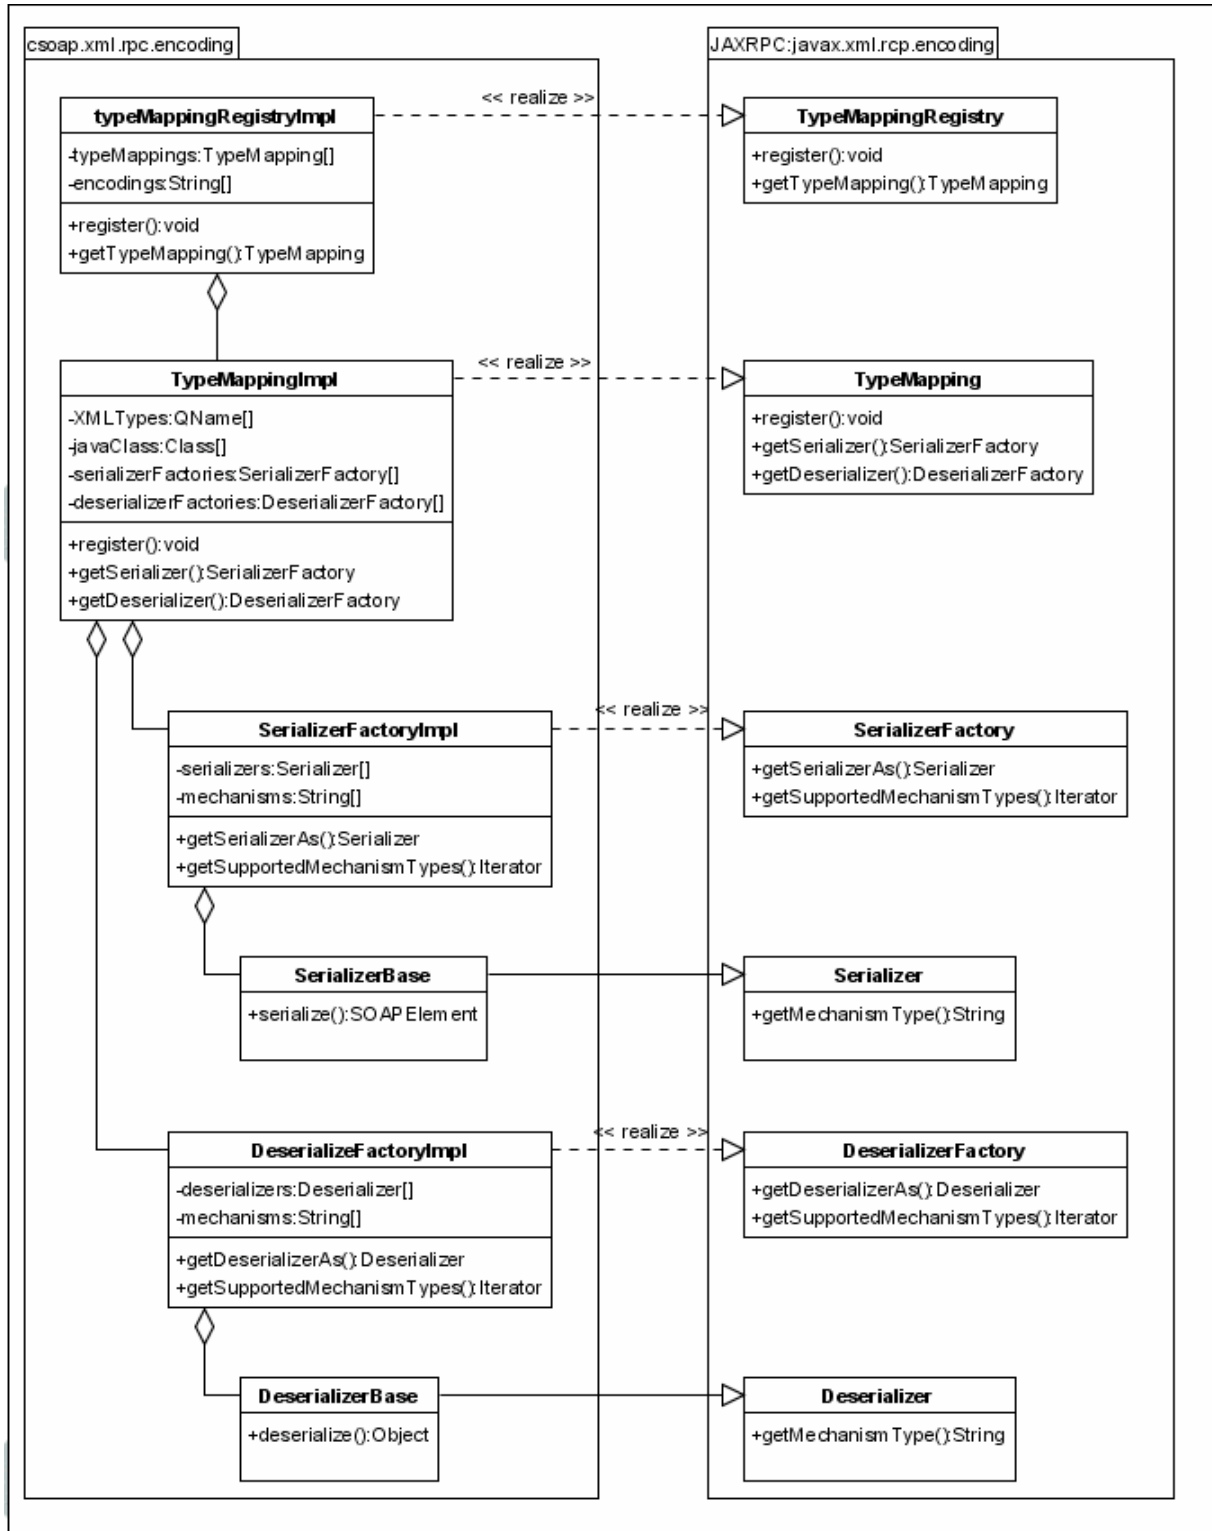 csoap.xml.rpc.encoding
typeMappingRegistryImpl
-typeMappings:TypeMapping[]
-encodings:String[]
+register():void
+getTypeMapping():TypeMapping
<< realize >>
TypeMappingImpl
-XMLTypes:QName[]
-javaClass:Class[]
-serializerFactories:SerializerFactory[]
-deserializerFactories:DeserializerFactory[]
+register():void
+getSerializer():SerializerFactory
+getDeserializer():DeserializerFactory
<< realize >>
SerializerFactoryImpl
-serializers:Serializer[]
-mechanisms:String[]
+getSerializerAs():Serializer
+getSupportedMechanismTypes():Iterator
<< realize >>
SerializerBase
+serialize():SOAPElement
DeserializeFactoryImpl
-deserializers:Deserializer[]
-mechanisms:String[]
+getDeserializerAs():Deserializer
+getSupportedMechanismTypes():Iterator
<< realize >>
DeserializerBase
+deserialize():Object
JAXRPC:javax.xml.rcp.encoding
TypeMappingRegistry
+register():void
+getTypeMapping():TypeMapping
TypeMapping
+register():void
+getSerializer():SerializerFactory
+getDeserializer():DeserializerFactory
SerializerFactory
+getSerializerAs():Serializer
+getSupportedMechanismTypes():Iterator
Serializer
+getMechanismType():String
DeserializerFactory
+getDeserializerAs():Deserializer
+getSupportedMechanismTypes():Iterator
Deserializer
+getMechanismType():String